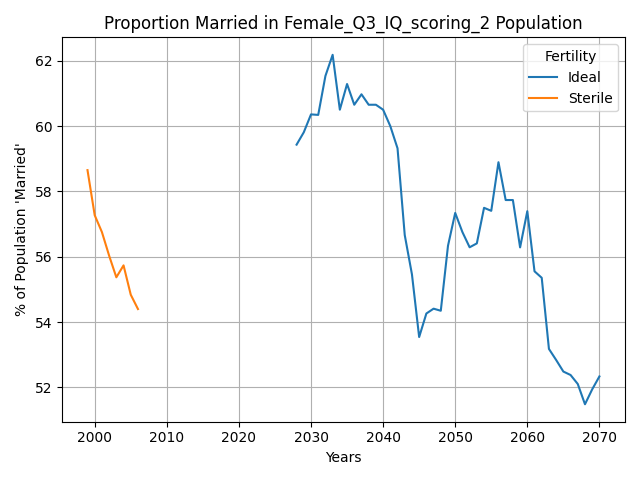 Proportion Married in Female_Q3_IQ_scoring_2 Population
Fertility
Ideal
Sterile
% of Population 'Married'
62
60
58
56
54
52
2000
2010
2020
2030
2040
2050
2060
2070
Years